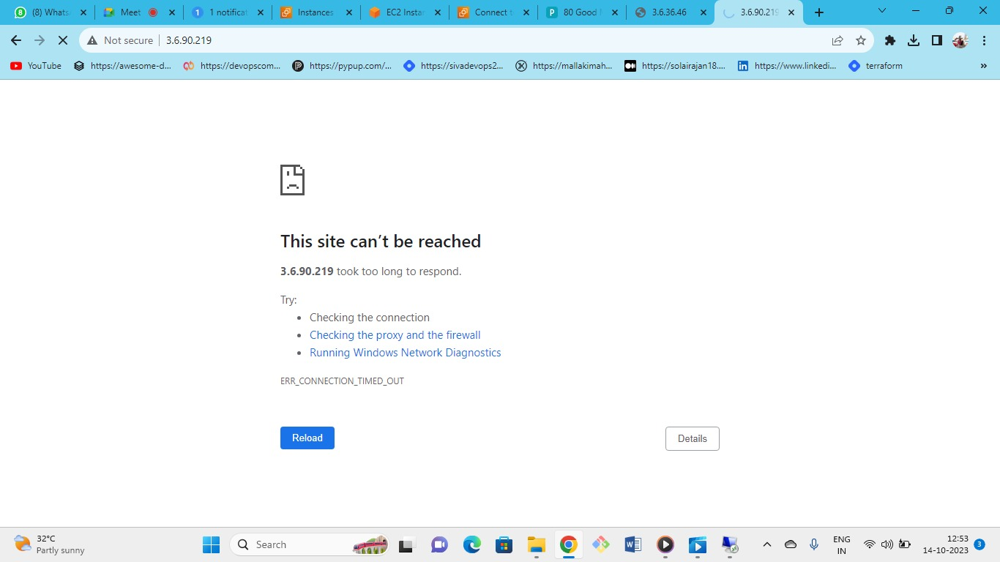 (8) Whats
Meet
1 notificat
Instances
EC2 Instan
Connect t
80 Good
3.6.36.46
3.6.90.219
Not secure
3.6.90.219
YouTube
https://awesome-d...
https://devopscom...
https://pypup.com/...
https://sivadevops2...
https://mallakimah...
https://solairajan18....
https://www.linkedi...
terraform
This site can’t be reached
3.6.90.219 took too long to respond.
Try:
Checking the connection
Checking the proxy and the firewall
Running Windows Network Diagnostics
ERR_CONNECTION_TIMED_OUT
Reload
Details
32°C
Partly sunny
Search
ENG
IN
12:53
14-10-2023
3